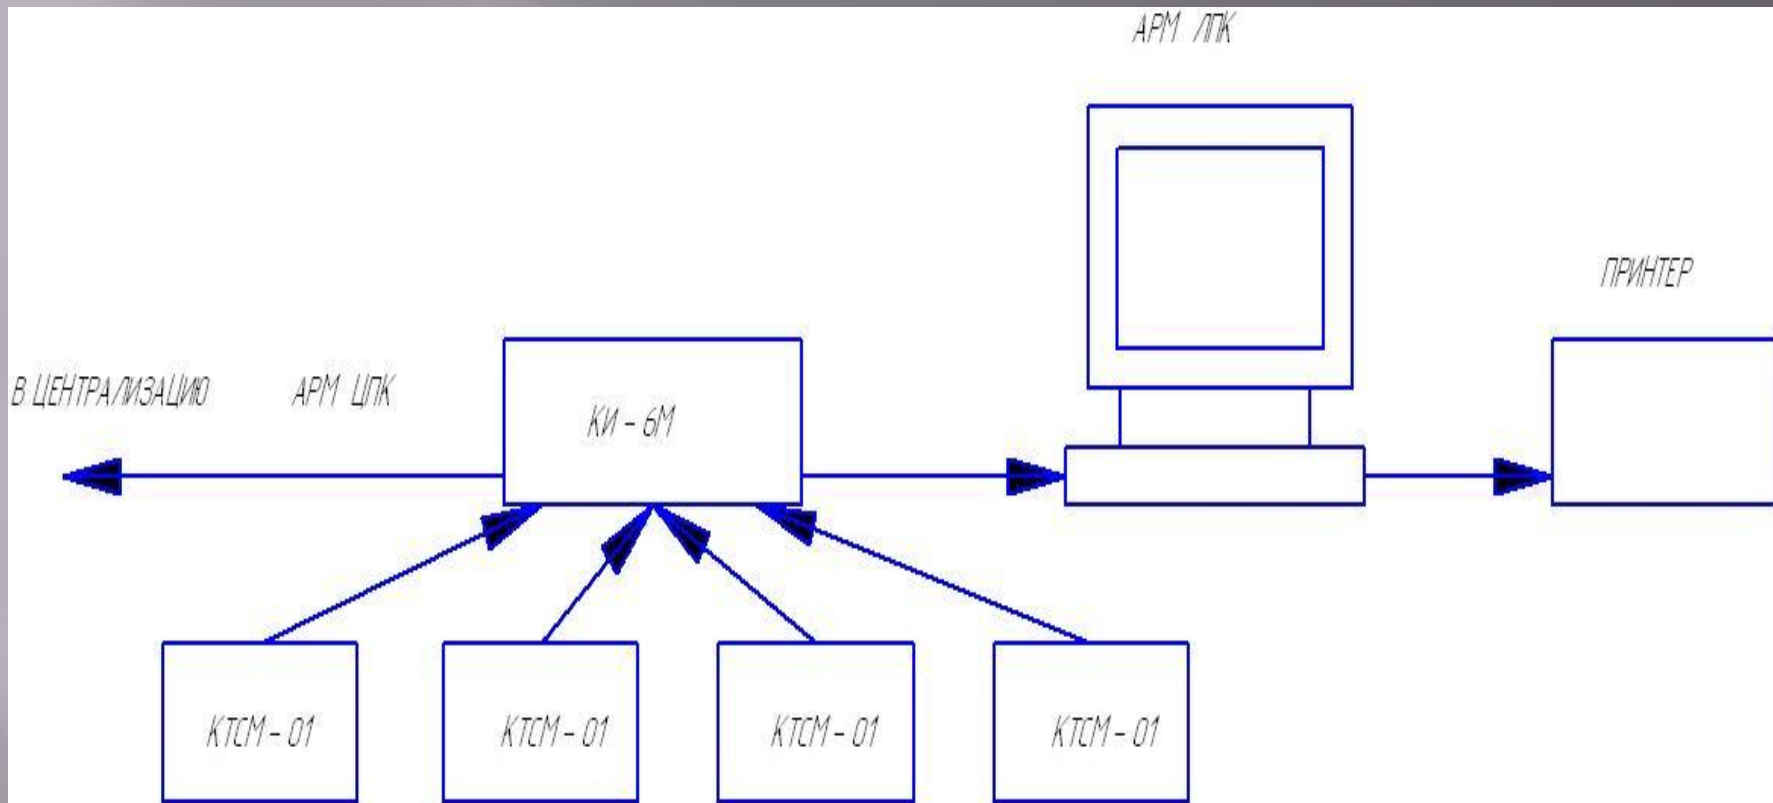 АРМ ЛПК
ПРИНТЕР
В ЦЕНТРАЛИЗАЦИЮ АРМ ЦПК
КИ - 6М
КТСМ - 01 КТСМ - 01 КТСМ - 01 КТСМ - 01